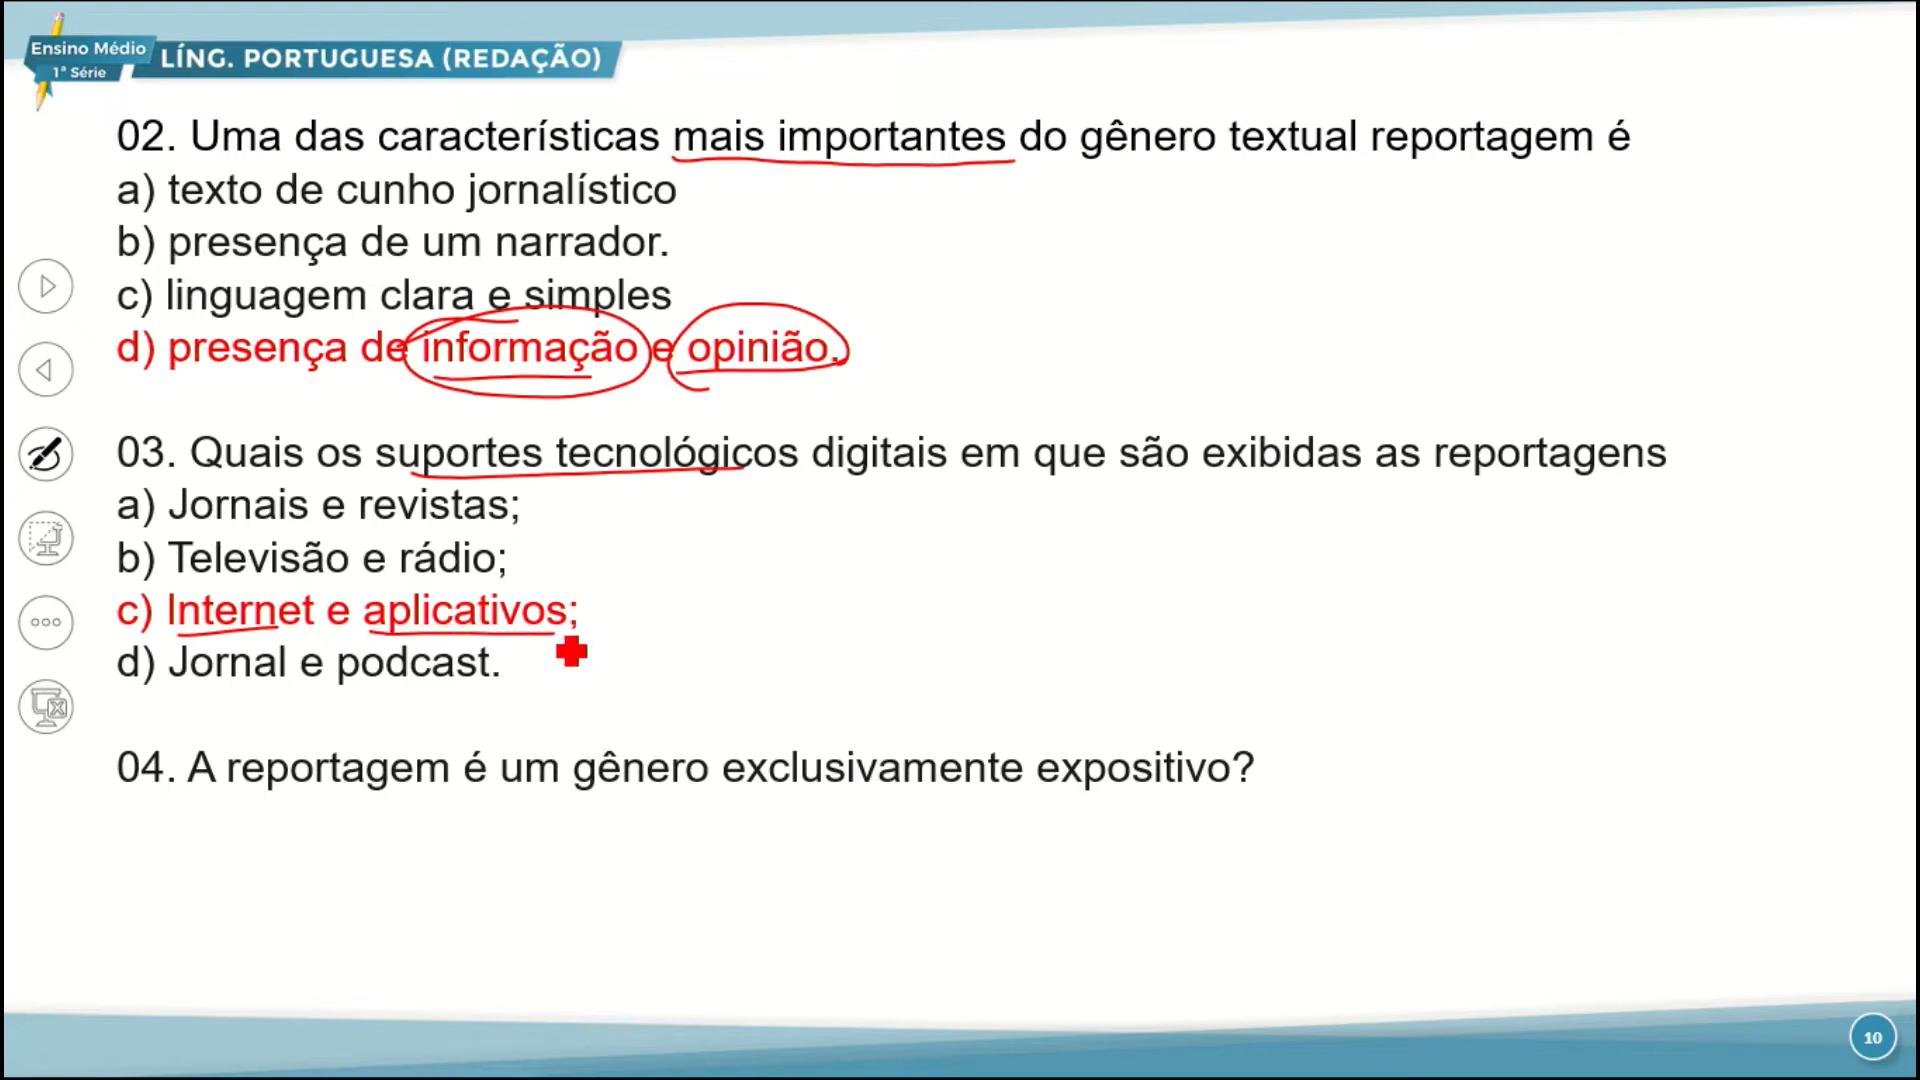 Ensino Médio
1ª Série
LÍNG. PORTUGUESA (REDAÇÃO)
02. Uma das características mais importantes do gênero textual reportagem é
a) texto de cunho jornalístico
b) presença de um narrador.
c) linguagem clara e simples
d) presença de informação e opinião.
03. Quais os suportes tecnológicos digitais em que são exibidas as reportagens
a) Jornais e revistas;
b) Televisão e rádio;
c) Internet e aplicativos;
d) Jornal e podcast.
04. A reportagem é um gênero exclusivamente expositivo?
10